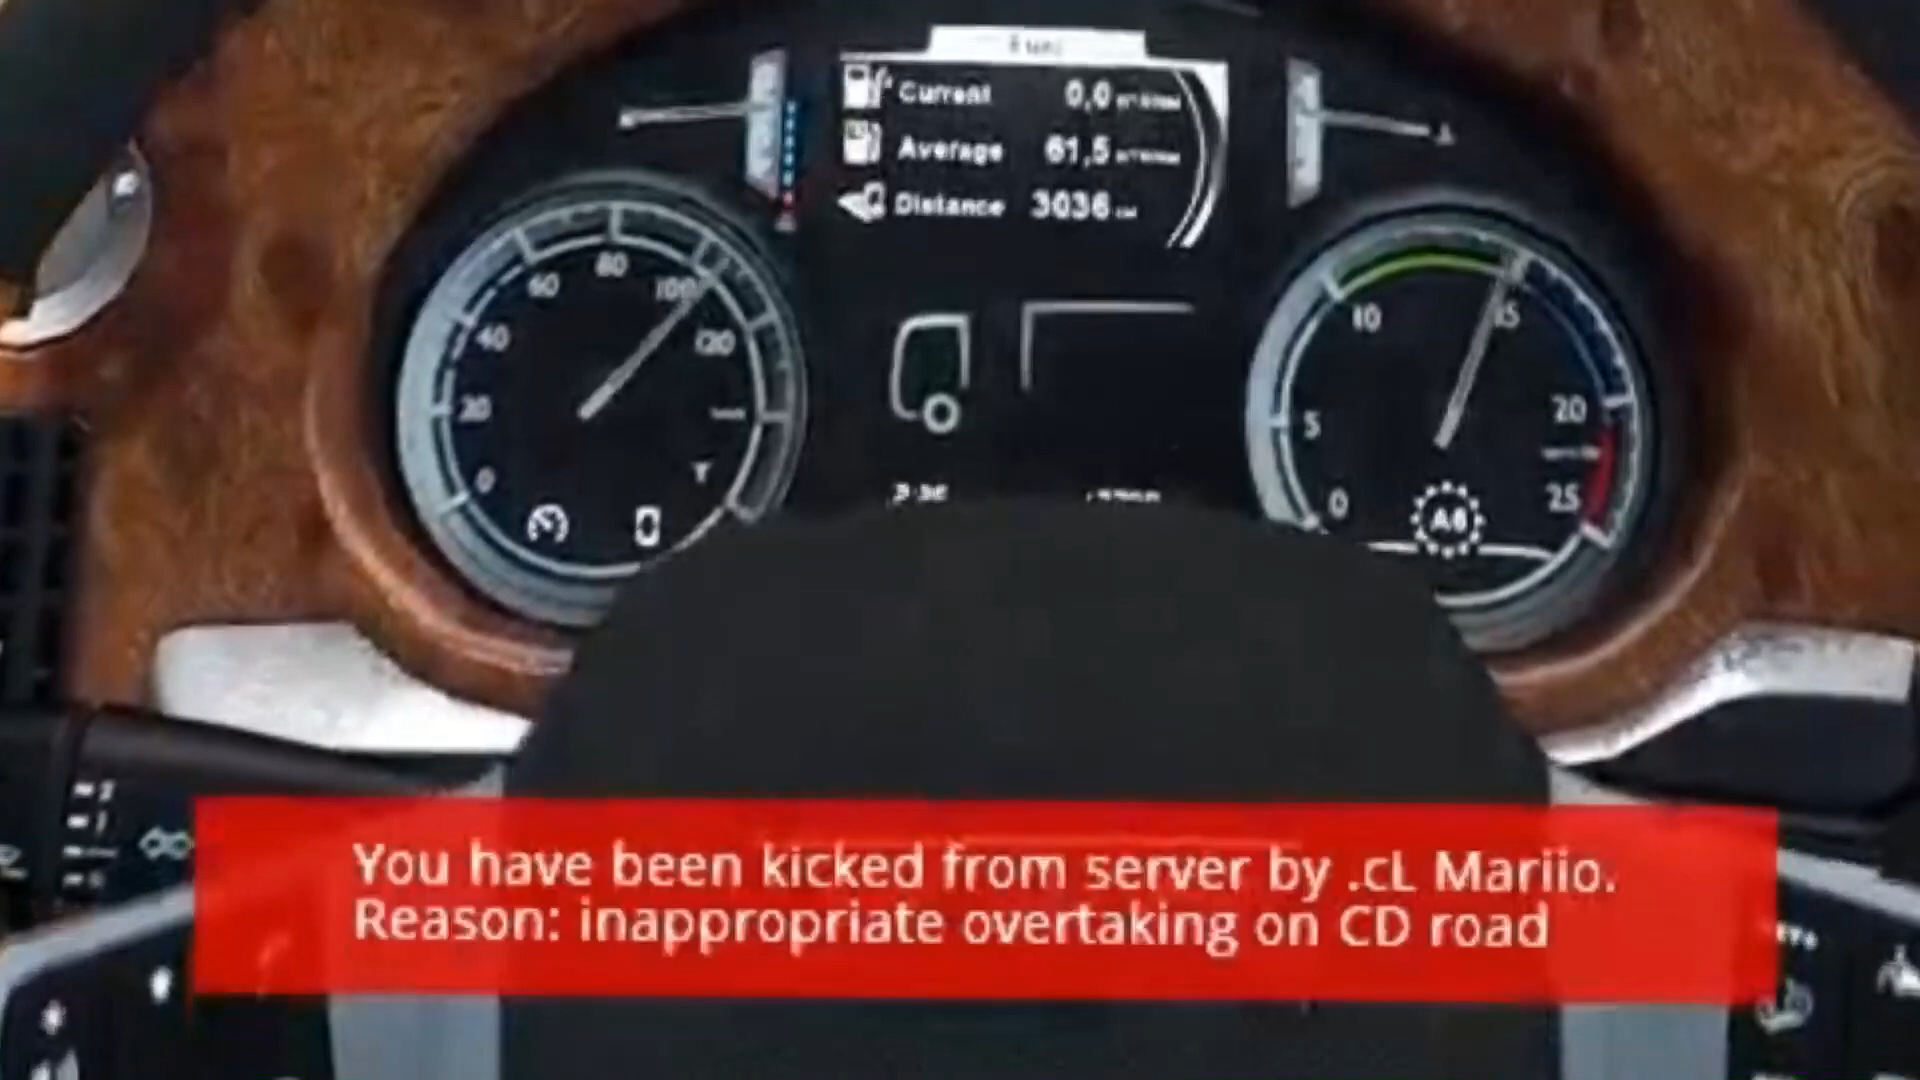 Fuel
Current 0,0
Average 61,5
Distance 3036
0
20
40
60
80
100
120
0
5
10
15
20
25
A6
2
1
You have been kicked from server by .cL Mariio.
Reason: inappropriate overtaking on CD road